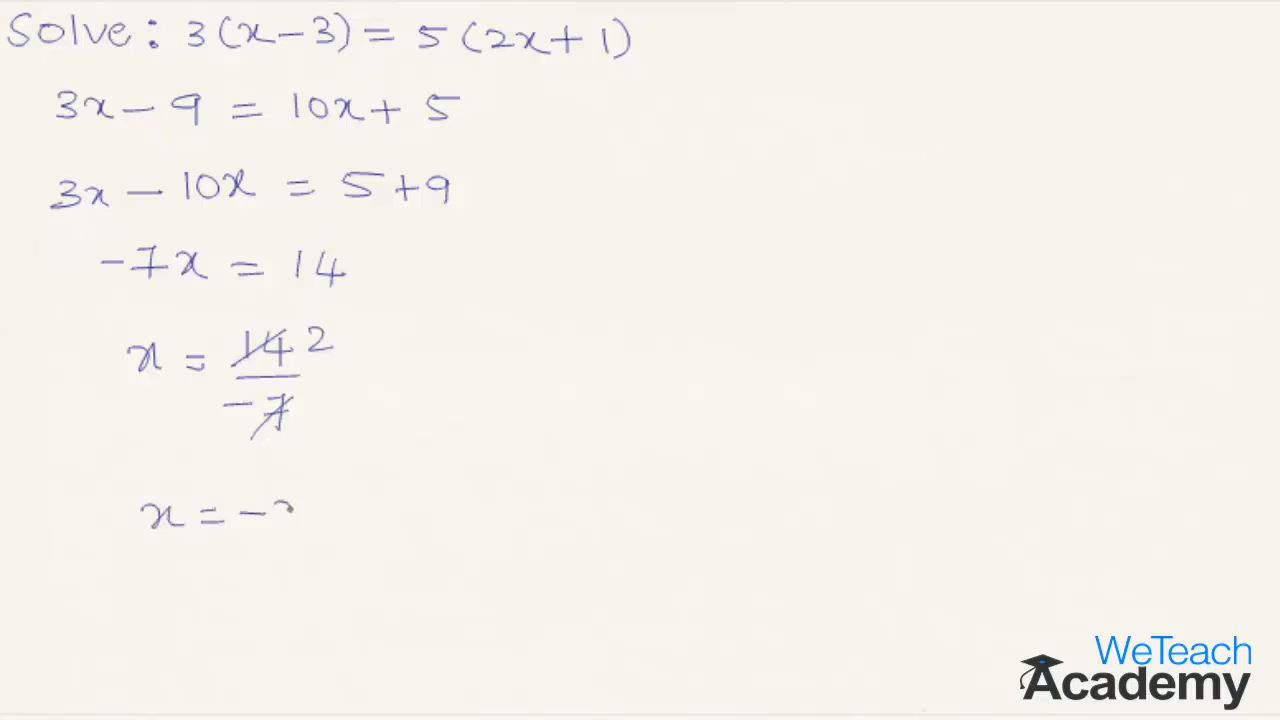 Solve: 3(x-3) = 5(2x+1)
3x - 9 = 10x + 5
3x - 10x = 5+9
-7x = 14
x = 14 2
-7
x = -
WeTeach
Academy